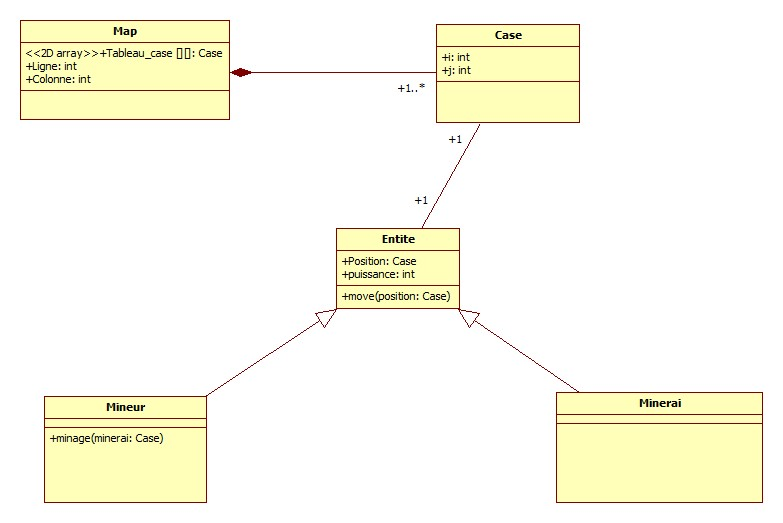 Map
<<2D array>>+Tableau_case [][]: Case
+Ligne: int
+Colonne: int
Case
+i: int
+j: int
+1..*
+1
+1
Entite
+Position: Case
+puissance: int
+move(position: Case)
Mineur
+minage(minerai: Case)
Minerai